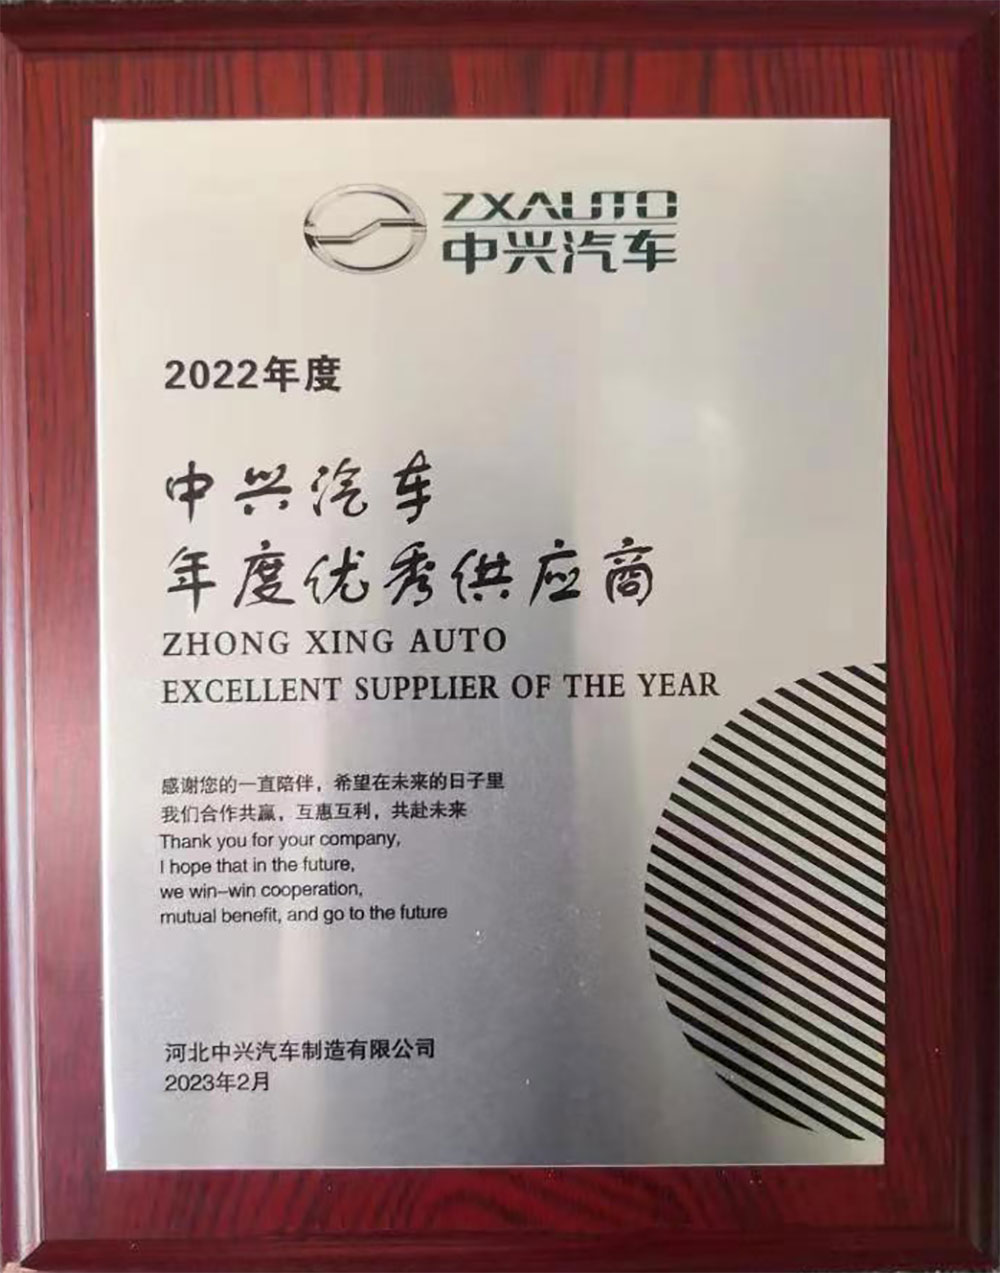 ZXAUTO
中兴汽车
2022年度
中兴汽车
年度优秀供应商
ZHONG XING AUTO
EXCELLENT SUPPLIER OF THE YEAR
感谢您的一直陪伴，希望在未来的日子里
我们合作共赢，互惠互利，共赴未来
Thank you for your company,
I hope that in the future,
we win–win cooperation,
mutual benefit, and go to the future
河北中兴汽车制造有限公司
2023年2月